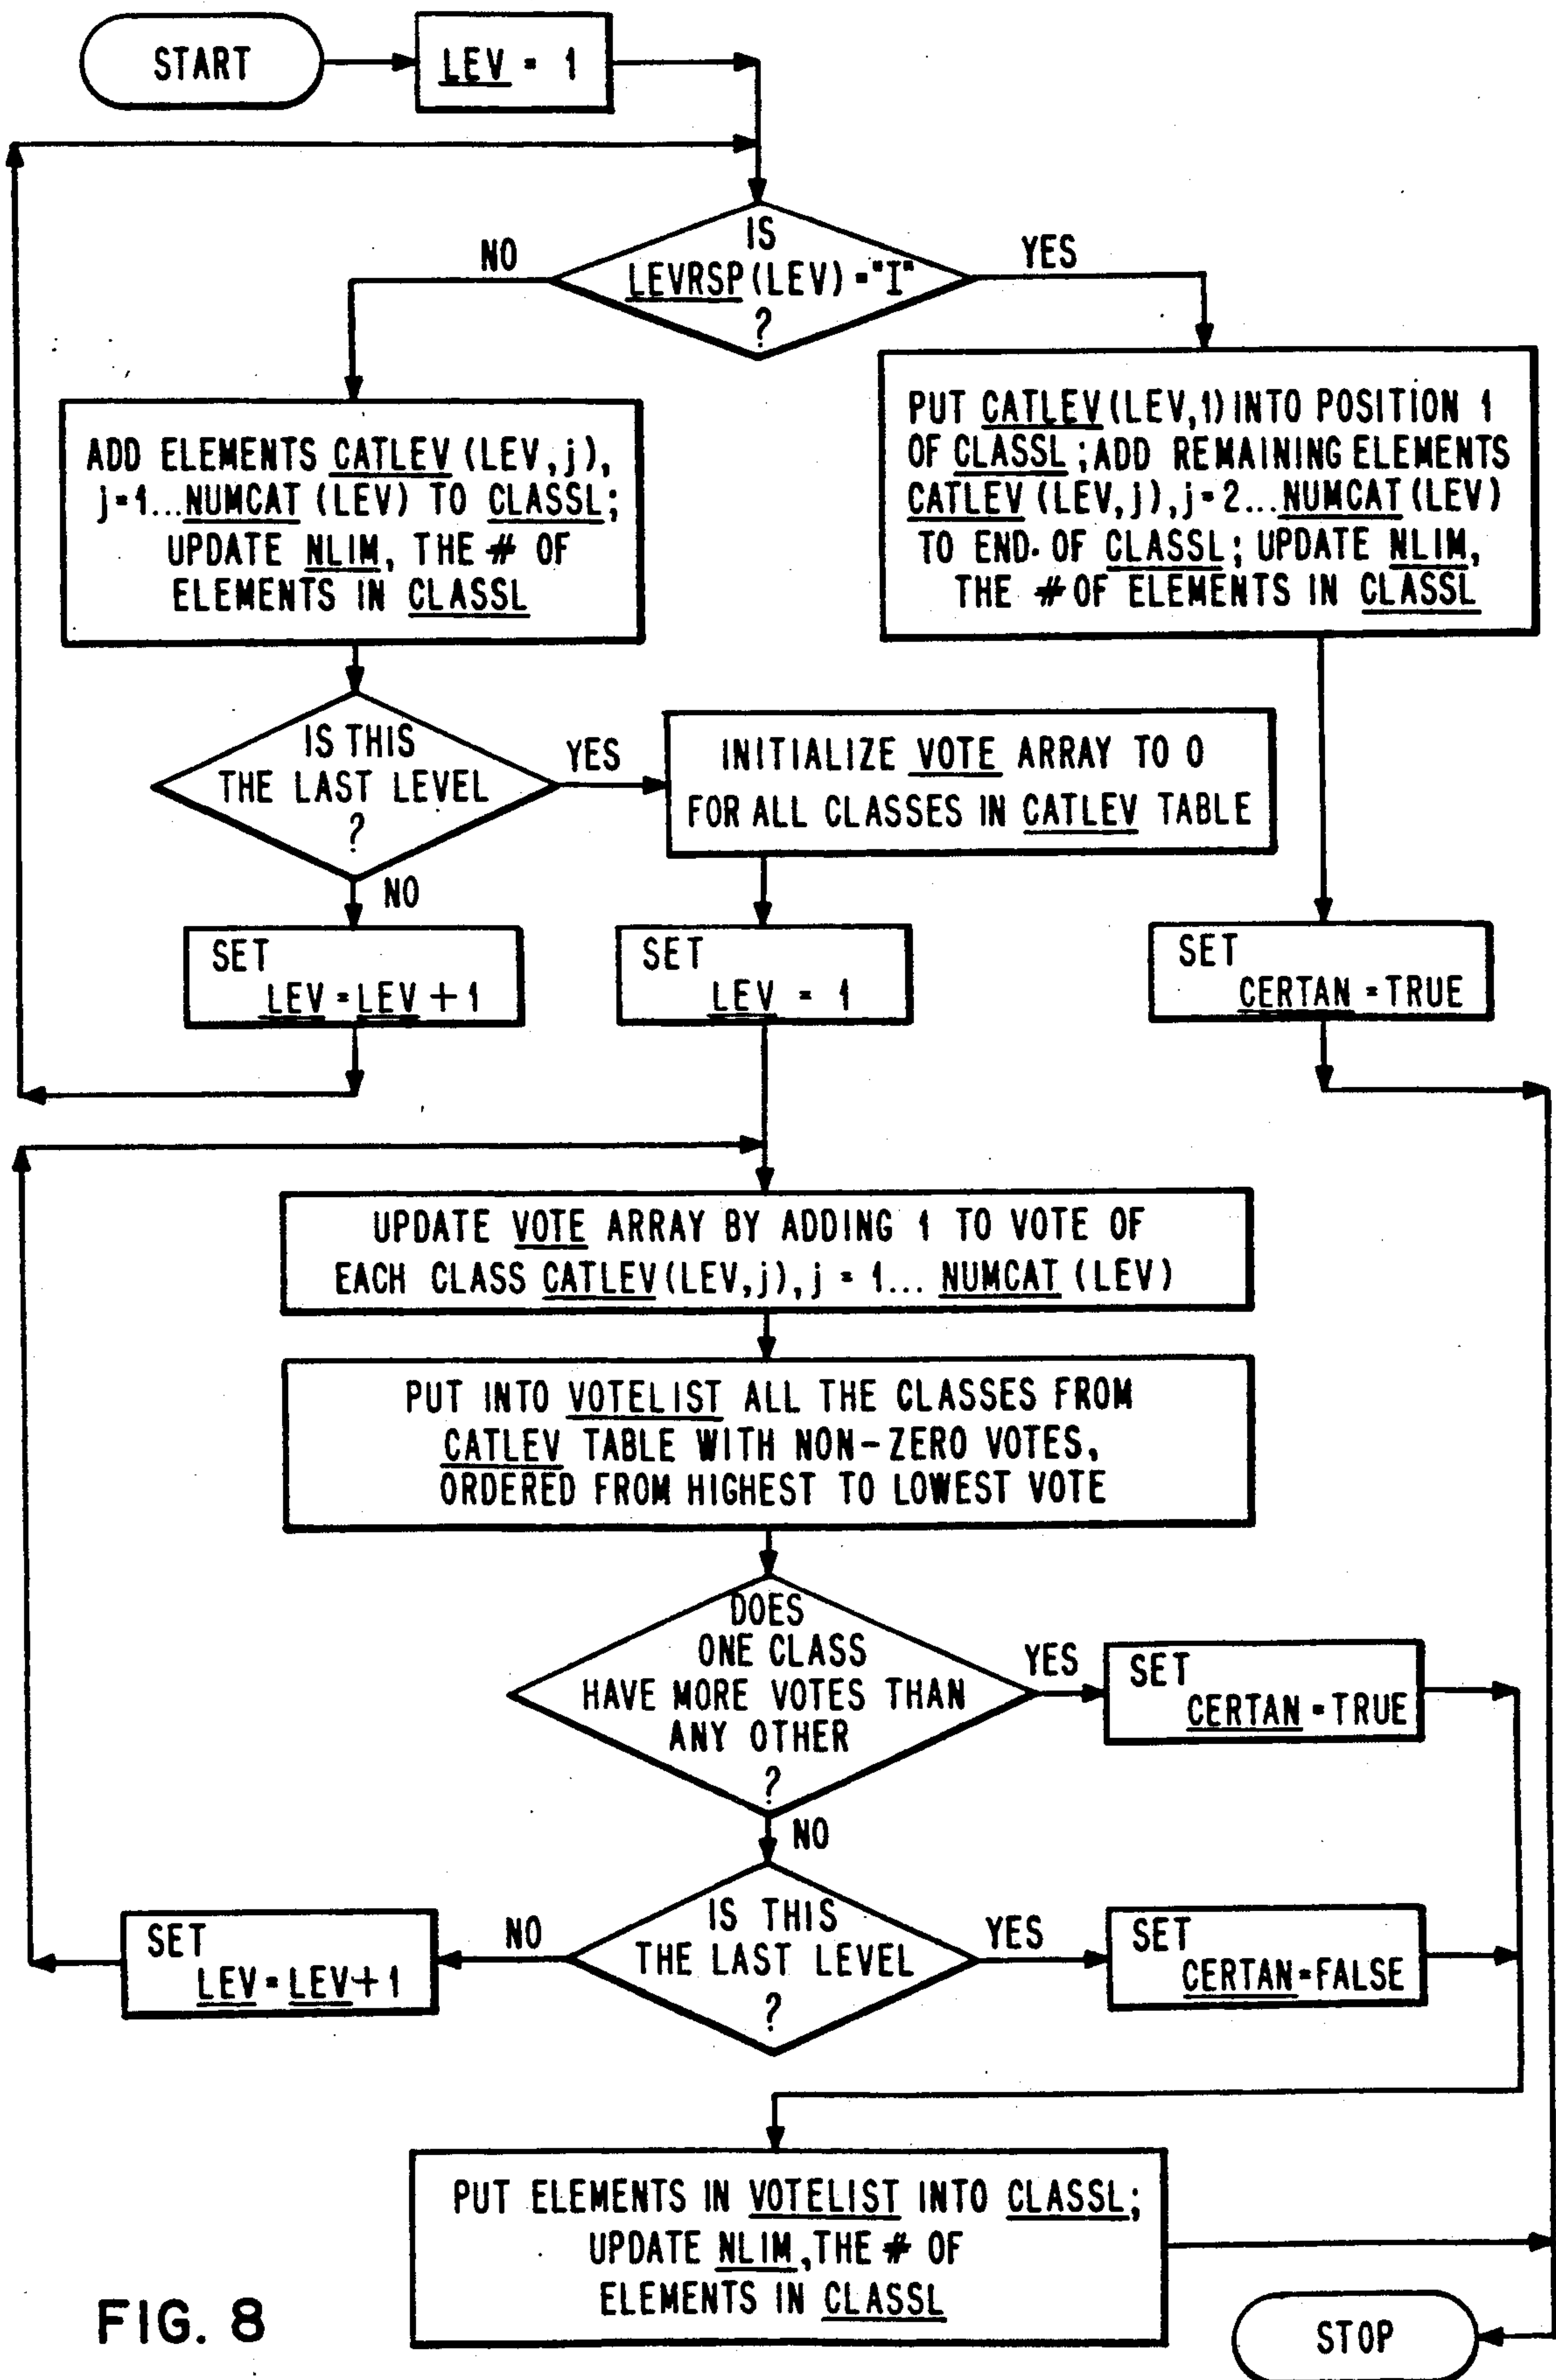 START
LEV = 1
IS
LEVRSP(LEV) = "I"
?
NO
YES
ADD ELEMENTS CATLEV (LEV, j),
j=1...NUMCAT (LEV) TO CLASSL;
UPDATE NLIM, THE # OF
ELEMENTS IN CLASSL
PUT CATLEV(LEV,1) INTO POSITION 1
OF CLASSL; ADD REMAINING ELEMENTS
CATLEV (LEV,j), j=2...NUMCAT(LEV)
TO END. OF CLASSL; UPDATE NLIM,
THE # OF ELEMENTS IN CLASSL
IS THIS
THE LAST LEVEL
?
YES
NO
INITIALIZE VOTE ARRAY TO 0
FOR ALL CLASSES IN CATLEV TABLE
SET
LEV = LEV + 1
SET
LEV = 1
SET
CERTAN = TRUE
UPDATE VOTE ARRAY BY ADDING 1 TO VOTE OF
EACH CLASS CATLEV(LEV,j), j = 1... NUMCAT (LEV)
PUT INTO VOTELIST ALL THE CLASSES FROM
CATLEV TABLE WITH NON-ZERO VOTES,
ORDERED FROM HIGHEST TO LOWEST VOTE
DOES
ONE CLASS
HAVE MORE VOTES THAN
ANY OTHER
?
YES
SET
CERTAN = TRUE
NO
IS THIS
THE LAST LEVEL
?
NO
SET
LEV = LEV + 1
YES
SET
CERTAN = FALSE
PUT ELEMENTS IN VOTELIST INTO CLASSL;
UPDATE NLIM, THE # OF
ELEMENTS IN CLASSL
STOP
FIG. 8